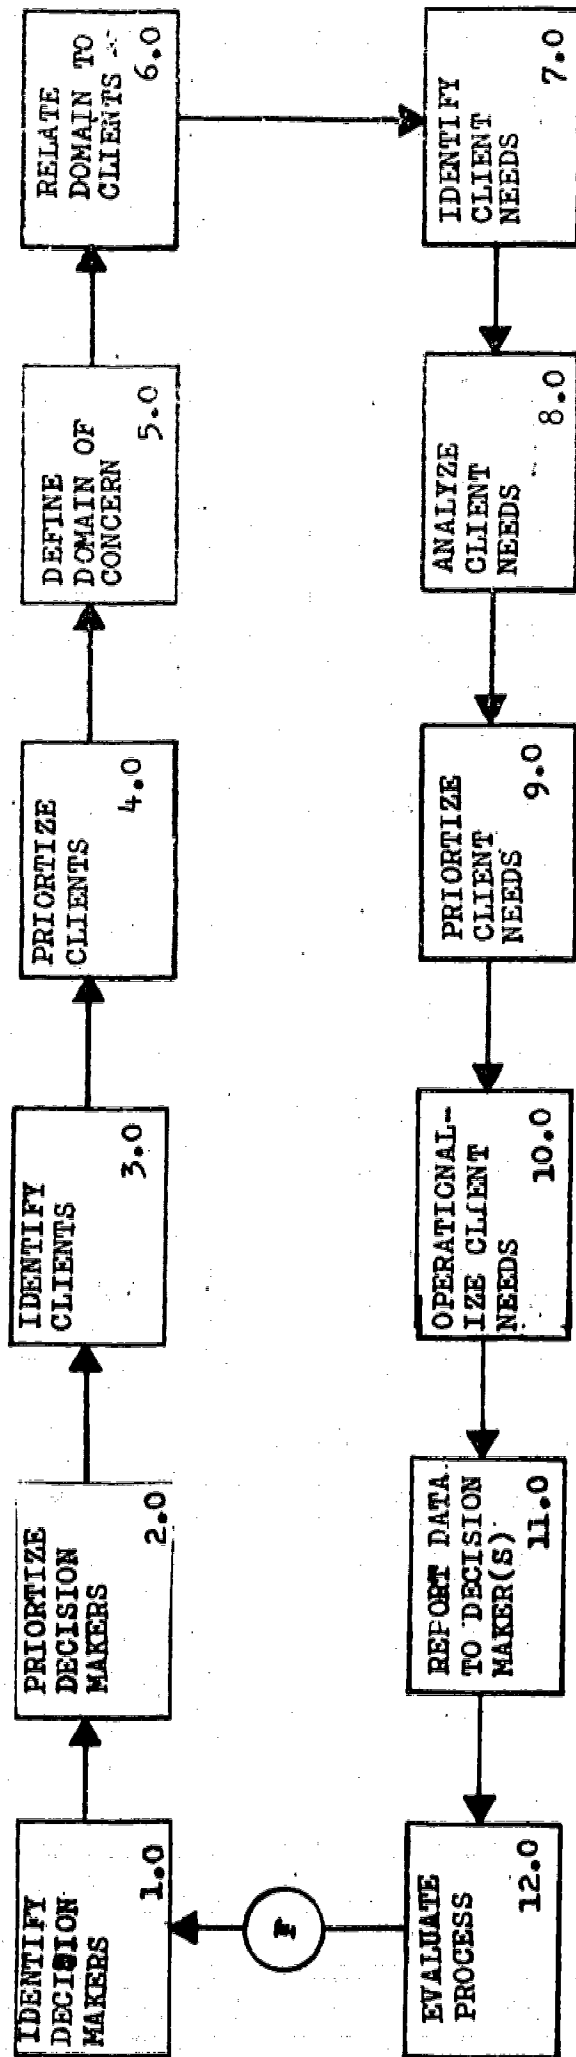 IDENTIFY
DECISION
MAKERS
1.0
PRIORTIZE
DECISION
MAKERS
2.0
IDENTIFY
CLIENTS
3.0
PRIORTIZE
CLIENTS
4.0
DEFINE
DOMAIN OF
CONCERN
5.0
RELATE
DOMAIN TO
CLIENTS
6.0
IDENTIFY
CLIENT
NEEDS
7.0
ANALYZE
CLIENT
NEEDS
8.0
PRIORTIZE
CLIENT
NEEDS
9.0
OPERATIONAL-
IZE CLIENT
NEEDS
10.0
REPORT DATA
TO DECISION
MAKER(S)
11.0
EVALUATE
PROCESS
12.0